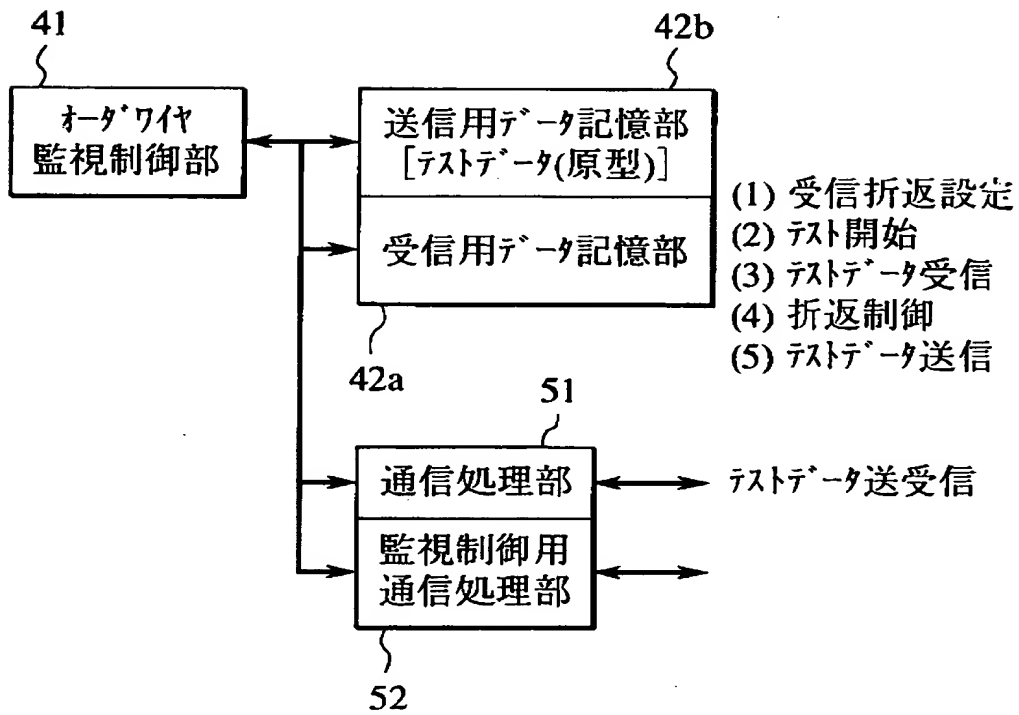 41
ｵｰﾀﾞﾜｲﾔ
監視制御部
42b
送信用ﾃﾞｰﾀ記憶部
[ﾃｽﾄﾃﾞｰﾀ(原型)]
受信用ﾃﾞｰﾀ記憶部
42a
(1) 受信折返設定
(2) ﾃｽﾄ開始
(3) ﾃｽﾄﾃﾞｰﾀ受信
(4) 折返制御
(5) ﾃｽﾄﾃﾞｰﾀ送信
51
通信処理部
ﾃｽﾄﾃﾞｰﾀ送受信
監視制御用
通信処理部
52